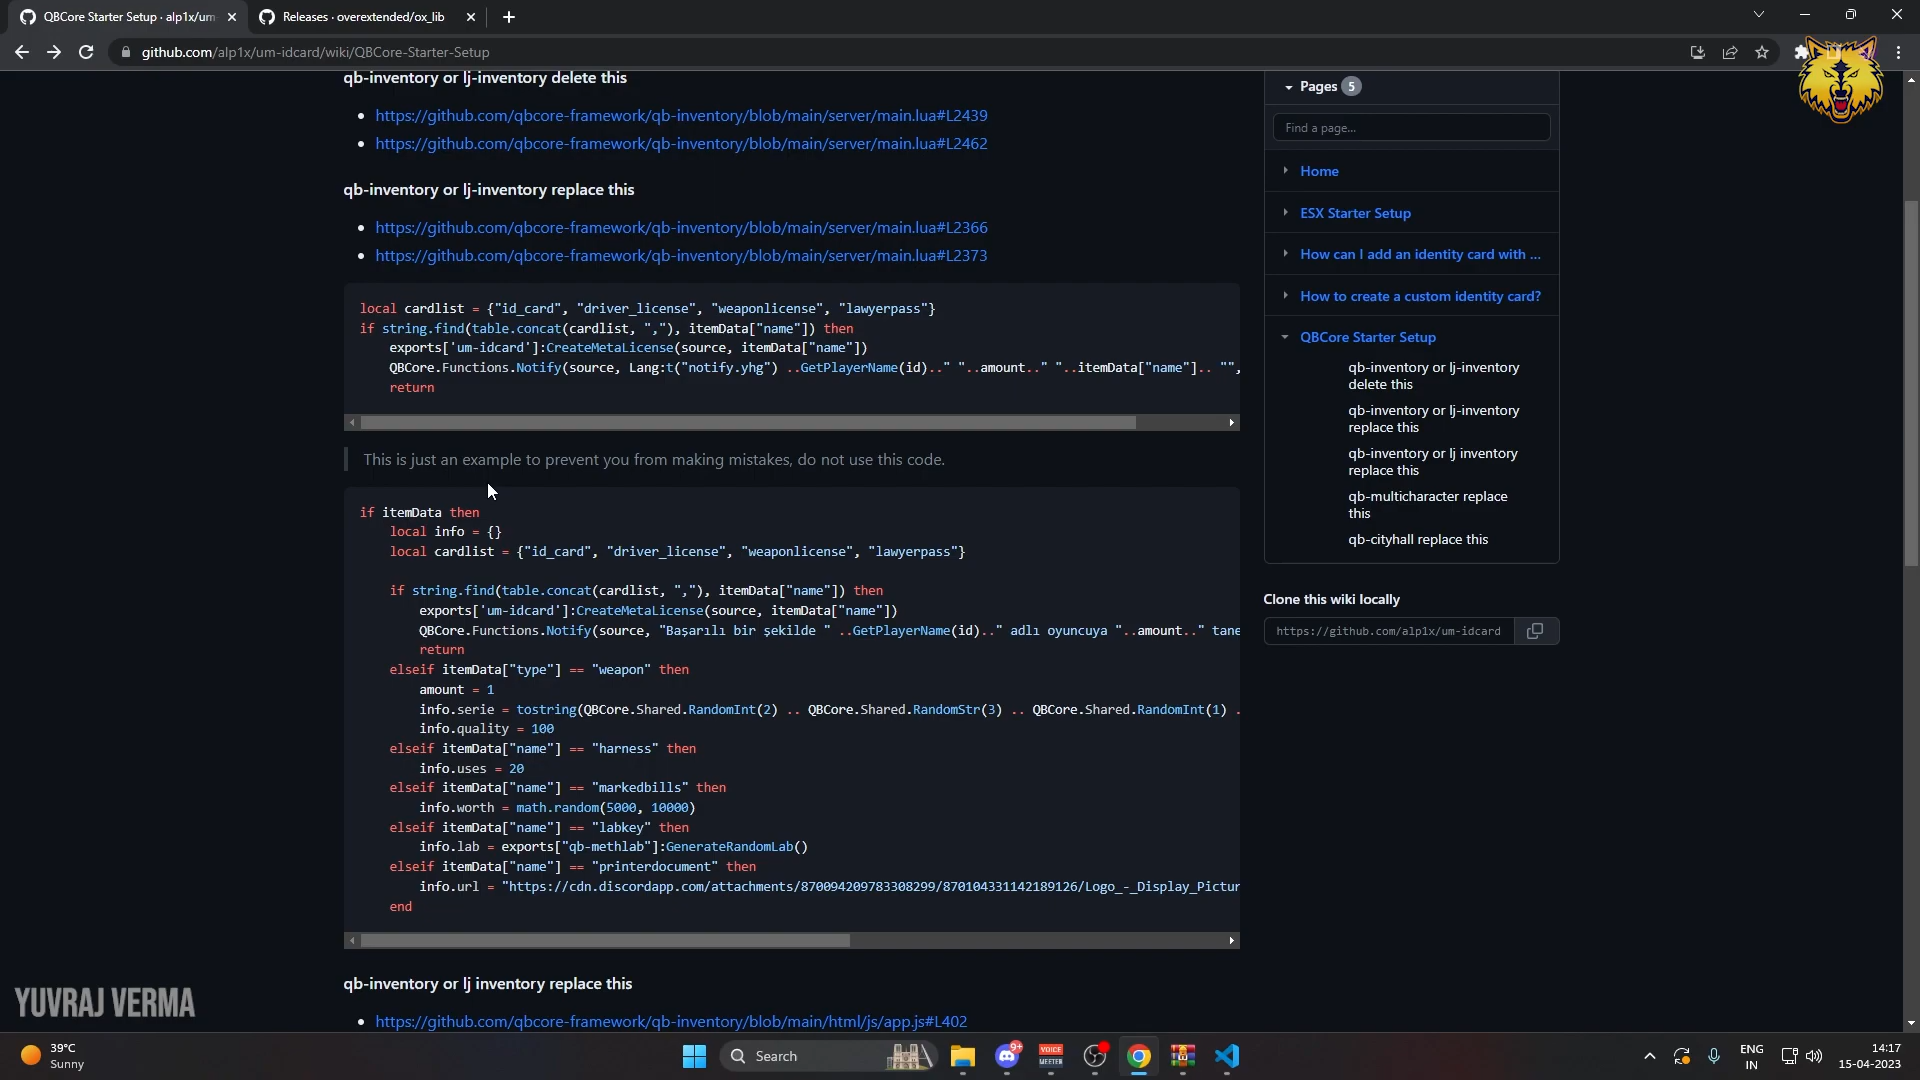 QBCore Starter Setup · alp1x/um-
Releases · overextended/ox_lib
github.com/alp1x/um-idcard/wiki/QBCore-Starter-Setup
qb-inventory or lj-inventory delete this
https://github.com/qbcore-framework/qb-inventory/blob/main/server/main.lua#L2439
https://github.com/qbcore-framework/qb-inventory/blob/main/server/main.lua#L2462
qb-inventory or lj-inventory replace this
https://github.com/qbcore-framework/qb-inventory/blob/main/server/main.lua#L2366
https://github.com/qbcore-framework/qb-inventory/blob/main/server/main.lua#L2373
local cardlist = {"id_card", "driver_license", "weaponlicense", "lawyerpass"}
if string.find(table.concat(cardlist, ","), itemData["name"]) then
exports['um-idcard']:CreateMetaLicense(source, itemData["name"])
QBCore.Functions.Notify(source, Lang:t("notify.yhg") ..GetPlayerName(id).." "..amount.." "..itemData["name"].. "",
return
This is just an example to prevent you from making mistakes, do not use this code.
if itemData then
local info = {}
local cardlist = {"id_card", "driver_license", "weaponlicense", "lawyerpass"}
if string.find(table.concat(cardlist, ","), itemData["name"]) then
exports['um-idcard']:CreateMetaLicense(source, itemData["name"])
QBCore.Functions.Notify(source, "Başarılı bir şekilde " ..GetPlayerName(id).." adlı oyuncuya "..amount.." tane
return
elseif itemData["type"] == "weapon" then
amount = 1
info.serie = tostring(QBCore.Shared.RandomInt(2) .. QBCore.Shared.RandomStr(3) .. QBCore.Shared.RandomInt(1) .
info.quality = 100
elseif itemData["name"] == "harness" then
info.uses = 20
elseif itemData["name"] == "markedbills" then
info.worth = math.random(5000, 10000)
elseif itemData["name"] == "labkey" then
info.lab = exports["qb-methlab"]:GenerateRandomLab()
elseif itemData["name"] == "printerdocument" then
info.url = "https://cdn.discordapp.com/attachments/870094209783308299/870104331142189126/Logo_-_Display_Pictur
end
qb-inventory or lj inventory replace this
https://github.com/qbcore-framework/qb-inventory/blob/main/html/js/app.js#L402
Pages 5
Find a page...
Home
ESX Starter Setup
How can I add an identity card with ...
How to create a custom identity card?
QBCore Starter Setup
qb-inventory or lj-inventory
delete this
qb-inventory or lj-inventory
replace this
qb-inventory or lj inventory
replace this
qb-multicharacter replace
this
qb-cityhall replace this
Clone this wiki locally
https://github.com/alp1x/um-idcard
YUVRAJ VERMA
39°C
Sunny
Search
9+
VOICE
MEETER
ENG
IN
14:17
15-04-2023